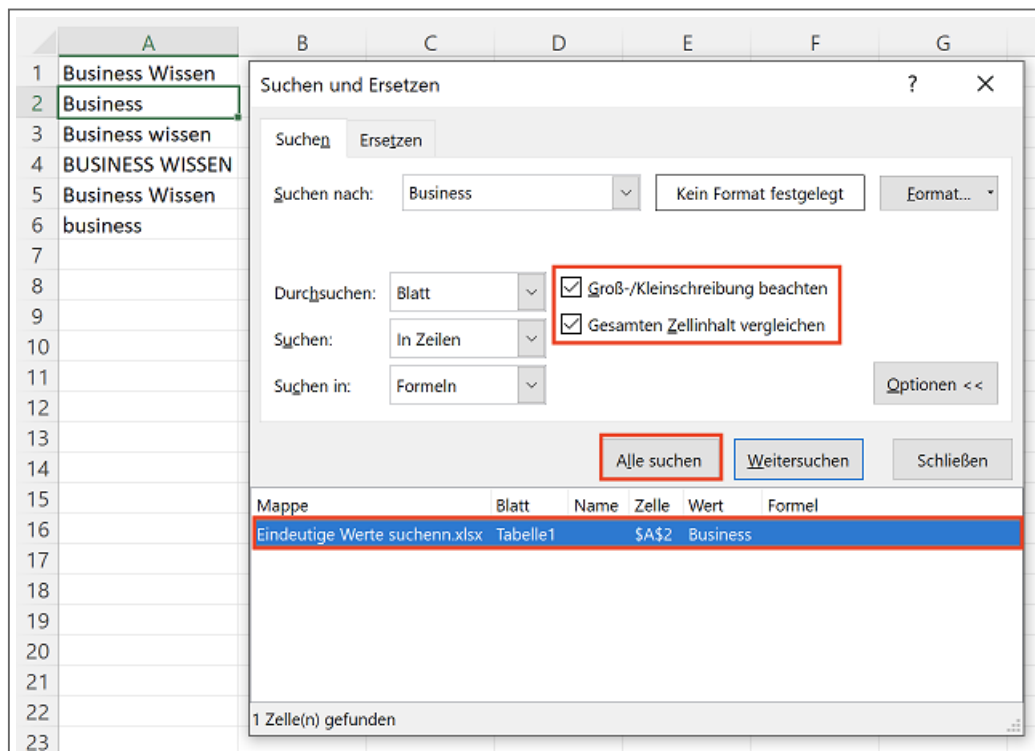 A B C D E F G
1 Business Wissen
2 Business
3 Business wissen
4 BUSINESS WISSEN
5 Business Wissen
6 business
7
8
9
10
11
12
13
14
15
16
17
18
19
20
21
22
23
Suchen und Ersetzen ?
Suchen Ersetzen
Suchen nach: Business Kein Format festgelegt Format...
Durchsuchen: Blatt Groß-/Kleinschreibung beachten
Gesamten Zellinhalt vergleichen
Suchen: In Zeilen
Suchen in: Formeln Optionen <<
Alle suchen Weitersuchen Schließen
Mappe Blatt Name Zelle Wert Formel
Eindeutige Werte suchenn.xlsx Tabelle1 $A$2 Business
1 Zelle(n) gefunden